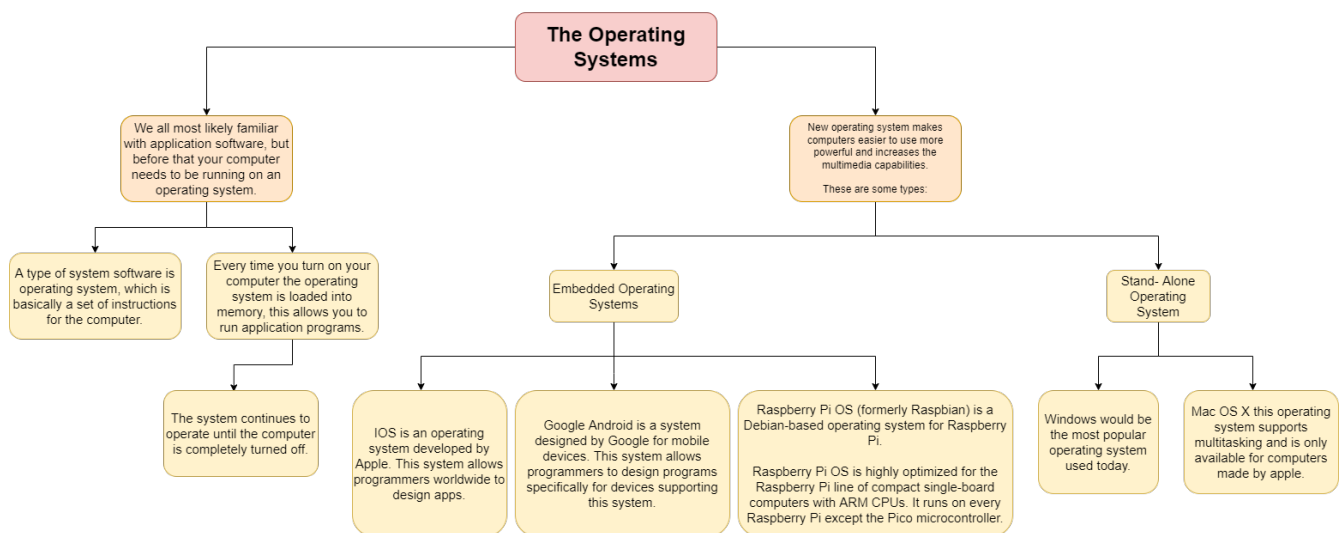 The Operating
Systems
We all most likely familiar
with application software, but
before that your computer
needs to be running on an
operating system.
New operating system makes
computers easier to use more
powerful and increases the
multimedia capabilities.
These are some types:
A type of system software is
operating system, which is
basically a set of instructions
for the computer.
Every time you turn on your
computer the operating
system is loaded into
memory, this allows you to
run application programs.
Embedded Operating
Systems
Stand- Alone
Operating
System
The system continues to
operate until the computer
is completely turned off.
IOS is an operating
system developed by
Apple. This system allows
programmers worldwide to
design apps.
Google Android is a system
designed by Google for mobile
devices. This system allows
programmers to design programs
specifically for devices supporting
this system.
Raspberry Pi OS (formerly Raspbian) is a
Debian-based operating system for Raspberry
Pi.
Raspberry Pi OS is highly optimized for the
Raspberry Pi line of compact single-board
computers with ARM CPUs. It runs on every
Raspberry Pi except the Pico microcontroller.
Windows would be
the most popular
operating system
used today.
Mac OS X this operating
system supports
multitasking and is only
available for computers
made by apple.